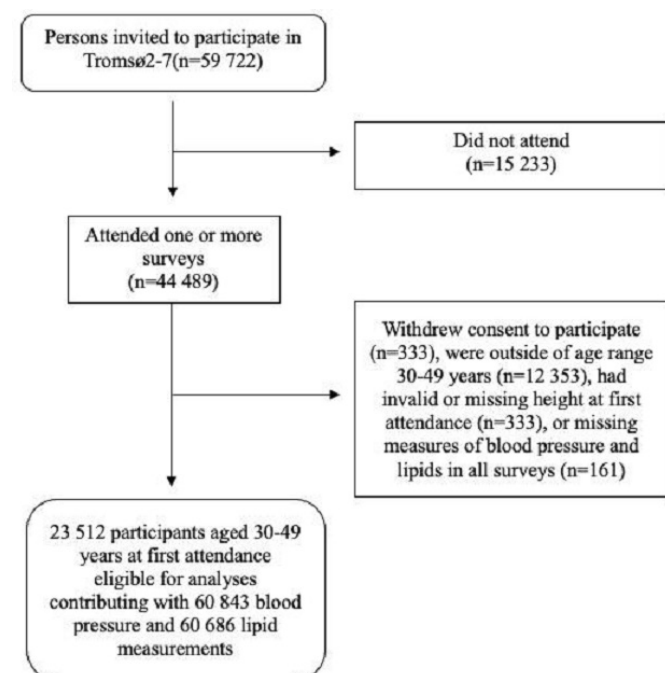 Persons invited to participate in
Tromsø2-7(n=59 722)
Did not attend
(n=15 233)
Attended one or more
surveys
(n=44 489)
Withdrew consent to participate
(n=333), were outside of age range
30-49 years (n=12 353), had
invalid or missing height at first
attendance (n=333), or missing
measures of blood pressure and
lipids in all surveys (n=161)
23 512 participants aged 30-49
years at first attendance
eligible for analyses
contributing with 60 843 blood
pressure and 60 686 lipid
measurements